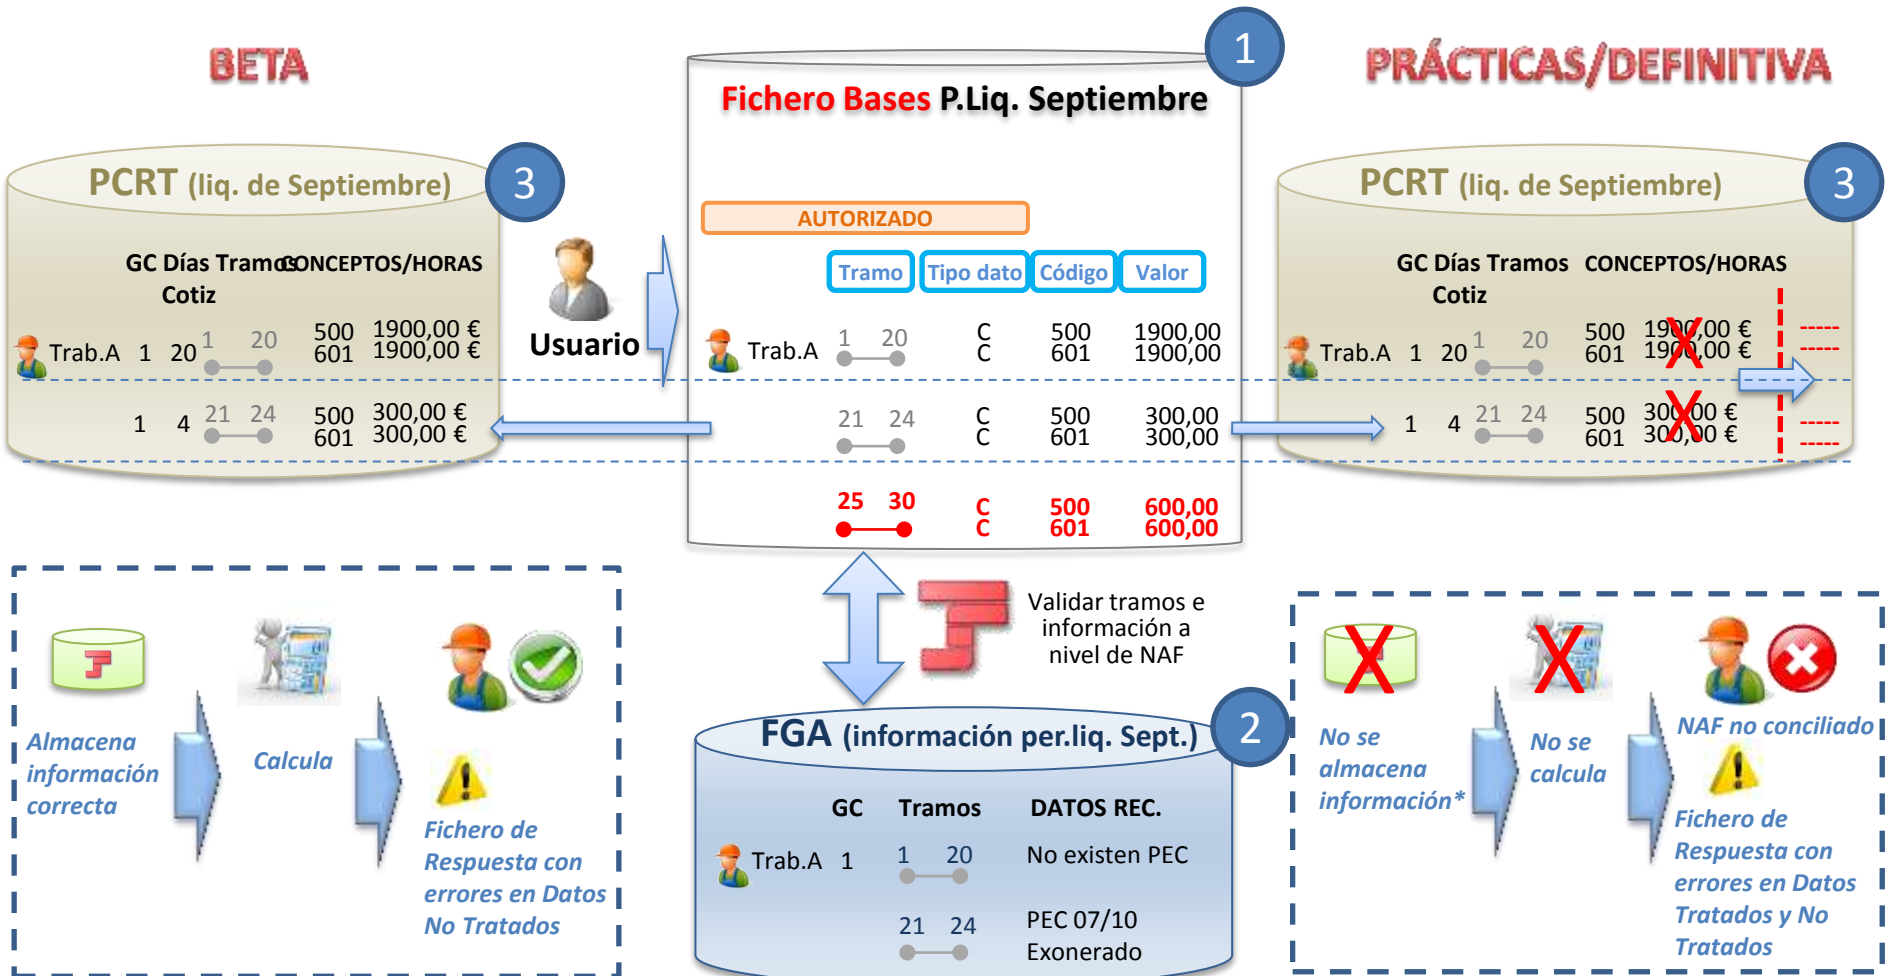 BETA
PCRT (liq. de Septiembre)
3
GC Días Tramos CONCEPTOS/HORAS
Cotiz
Trab.A 1 20 1 20 500 1900,00 €
601 1900,00 €
1 4 21 24 500 300,00 €
601 300,00 €
Usuario
1
Fichero Bases P.Liq. Septiembre
AUTORIZADO
Tramo Tipo dato Código Valor
Trab.A 1 20 C 500 1900,00
C 601 1900,00
21 24 C 500 300,00
C 601 300,00
25 30 C 500 600,00
C 601 600,00
PRÁCTICAS/DEFINITIVA
PCRT (liq. de Septiembre)
3
GC Días Tramos CONCEPTOS/HORAS
Cotiz
Trab.A 1 20 1 20 500 1900,00 €
601 1900,00 €
1 4 21 24 500 300,00 €
601 300,00 €
Almacena
información
correcta
Calcula
Fichero de
Respuesta con
errores en Datos
No Tratados
Validar tramos e
información a
nivel de NAF
2
FGA (información per.liq. Sept.)
GC Tramos DATOS REC.
Trab.A 1 1 20 No existen PEC
21 24 PEC 07/10
Exonerado
No se
almacena
información*
No se
calcula
NAF no conciliado
Fichero de
Respuesta con
errores en Datos
Tratados y No
Tratados